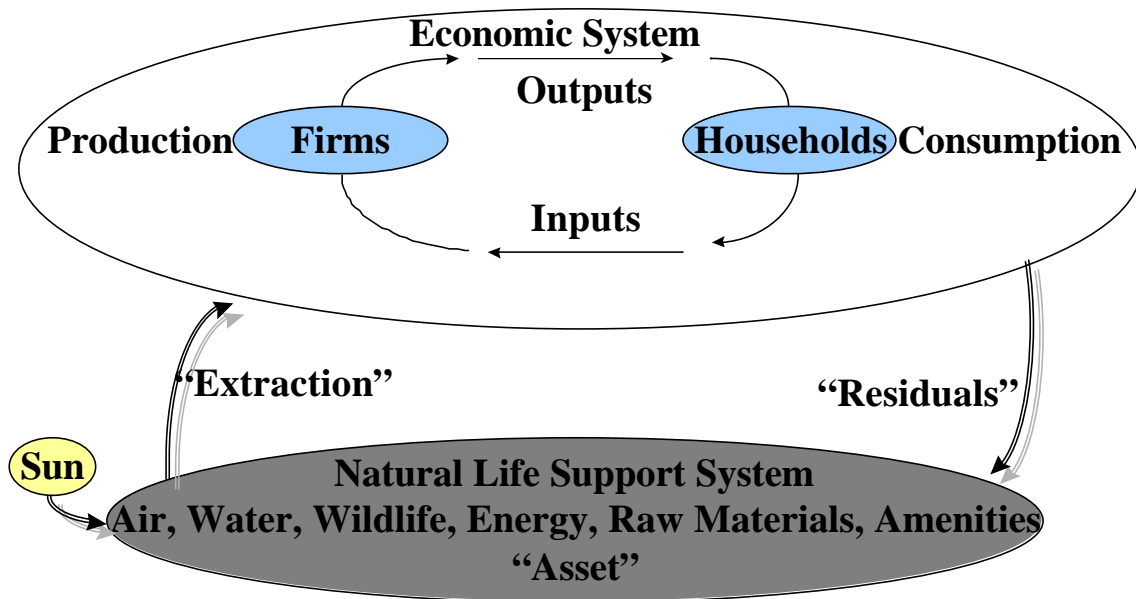 Economic System
Outputs
Production Firms Households Consumption
Inputs
“Extraction”
“Residuals”
Sun
Natural Life Support System
Air, Water, Wildlife, Energy, Raw Materials, Amenities
“Asset”